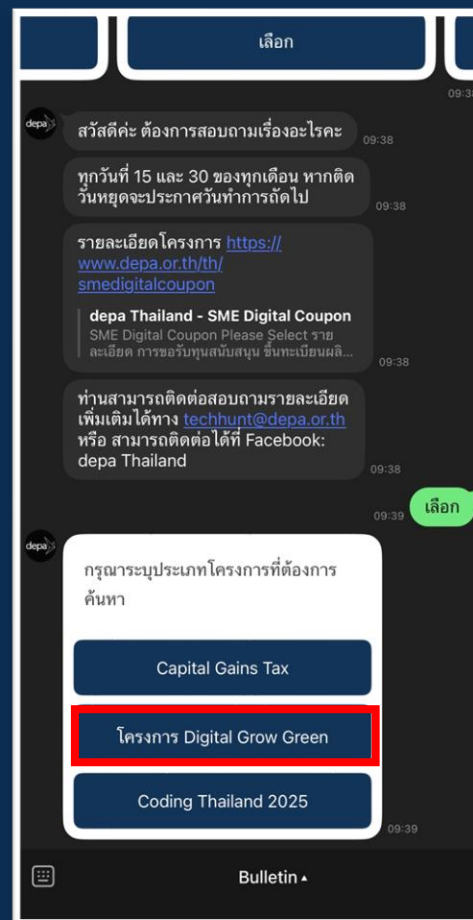 เลือก
09:38
depa
สวัสดีค่ะ ต้องการสอบถามเรื่องอะไรคะ
09:38
ทุกวันที่ 15 และ 30 ของทุกเดือน หากติด
วันหยุดจะประกาศวันทำการถัดไป
09:38
รายละเอียดโครงการ https://
www.depa.or.th/th/
smedigitalcoupon
depa Thailand - SME Digital Coupon
SME Digital Coupon Please Select ราย
ละเอียด การขอรับทุนสนับสนุน ขึ้นทะเบียนผลิ...
09:38
ท่านสามารถติดต่อสอบถามรายละเอียด
เพิ่มเติมได้ทาง techhunt@depa.or.th
หรือ สามารถติดต่อได้ที่ Facebook:
depa Thailand
09:38
09:39 เลือก
depa
กรุณาระบุประเภทโครงการที่ต้องการ
ค้นหา
Capital Gains Tax
โครงการ Digital Grow Green
Coding Thailand 2025
09:39
Bulletin